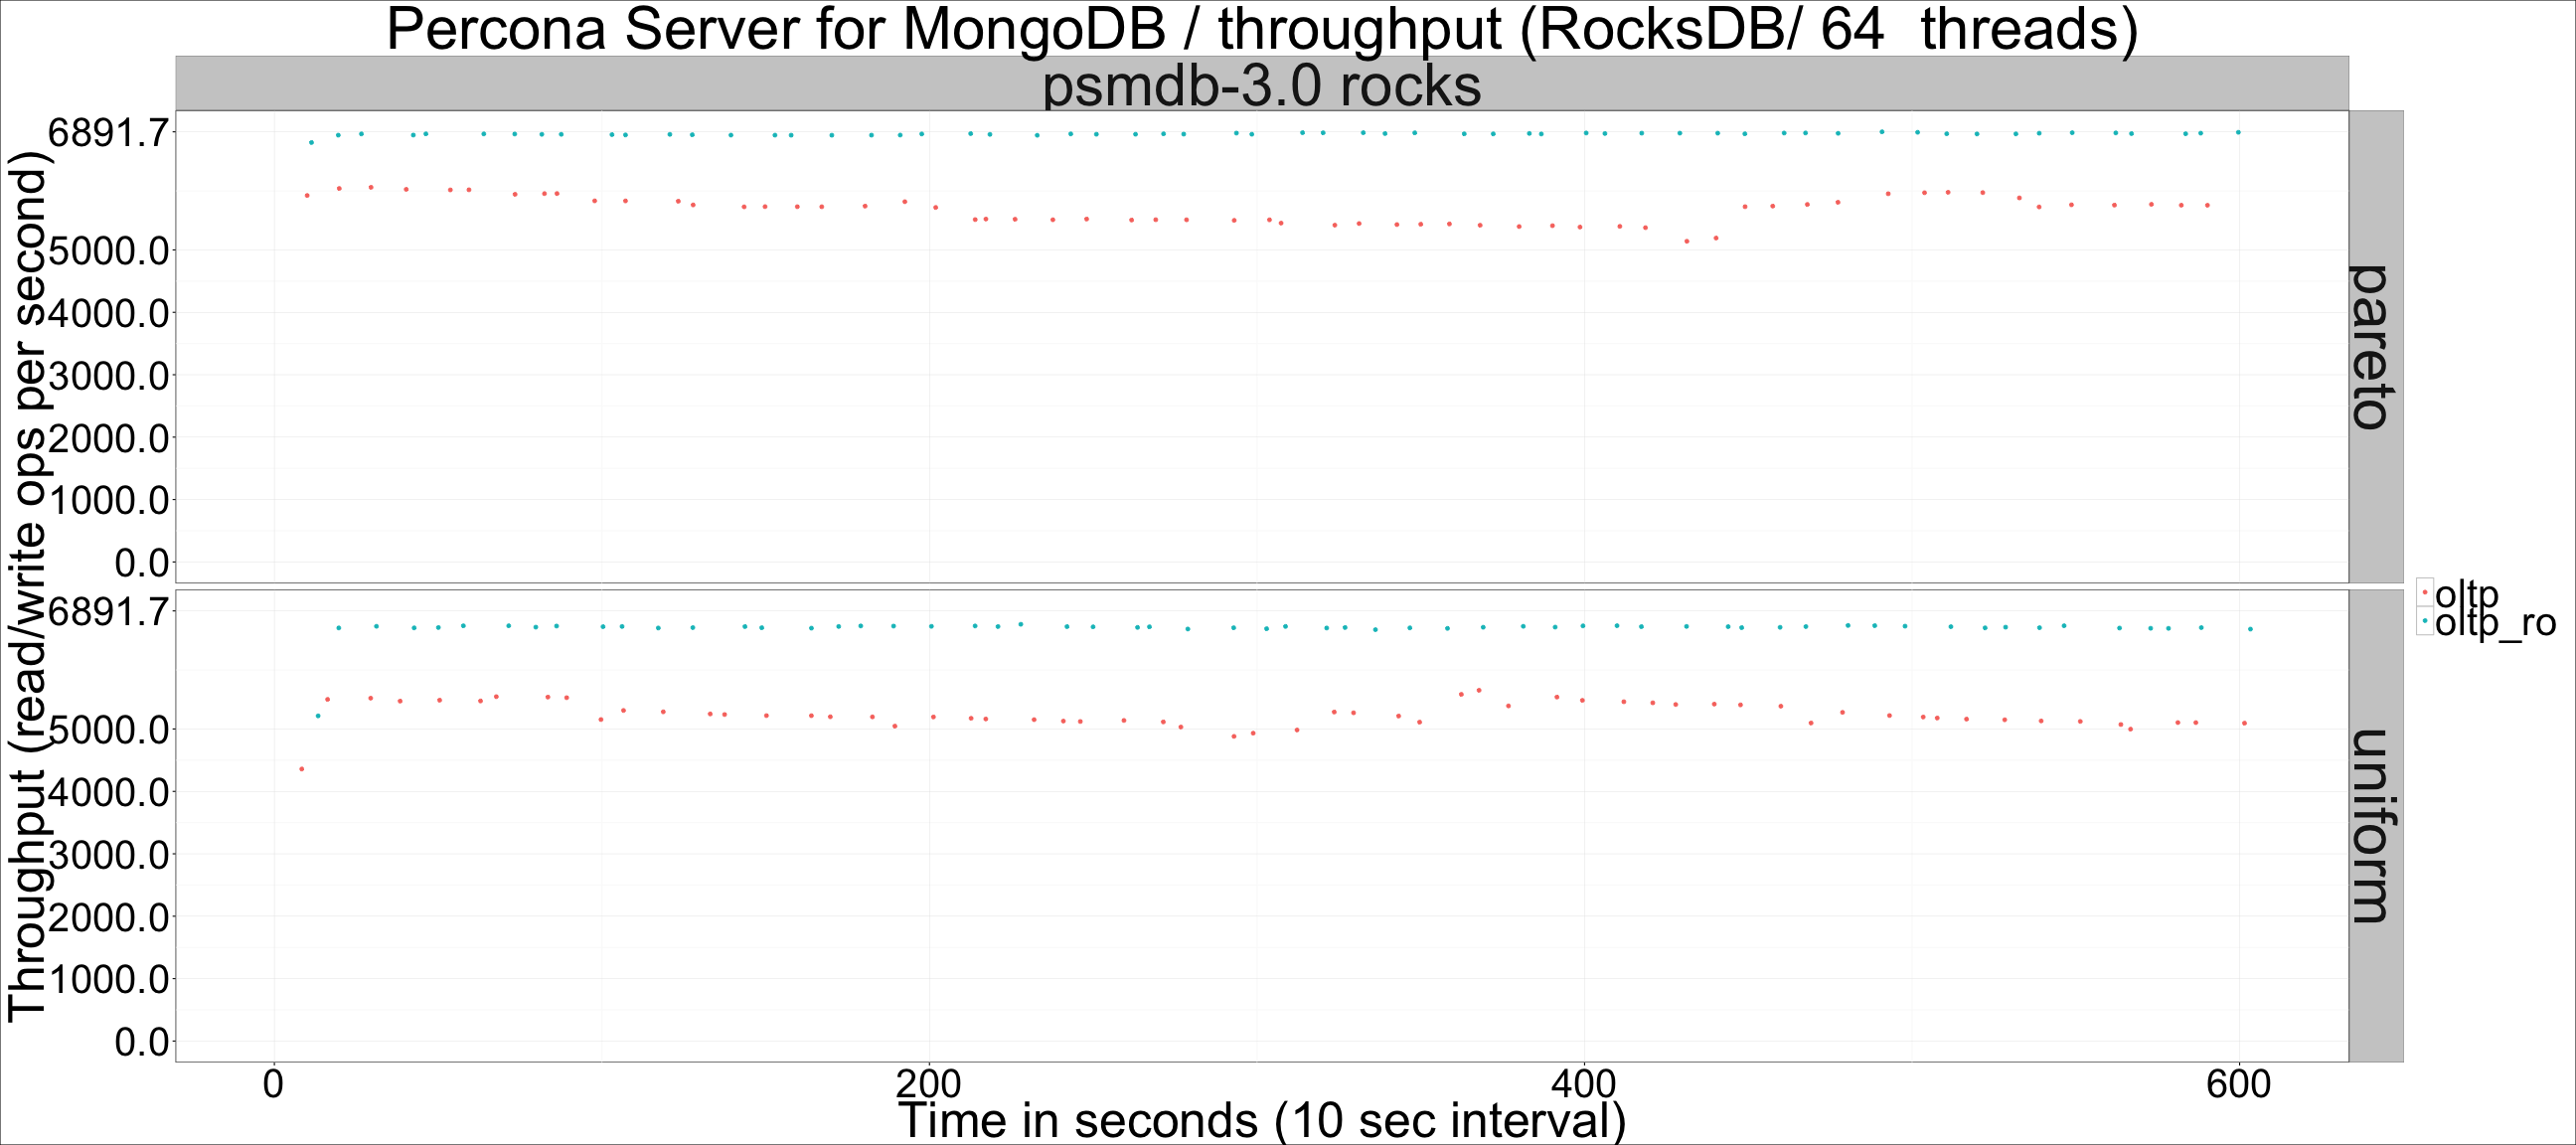 Percona Server for MongoDB / throughput (RocksDB/ 64  threads)
psmdb-3.0 rocks
Throughput (read/write ops per second)
6891.7
5000.0
4000.0
3000.0
2000.0
1000.0
0.0
pareto
6891.7
5000.0
4000.0
3000.0
2000.0
1000.0
0.0
uniform
oltp
oltp_ro
0 200 400 600
Time in seconds (10 sec interval)